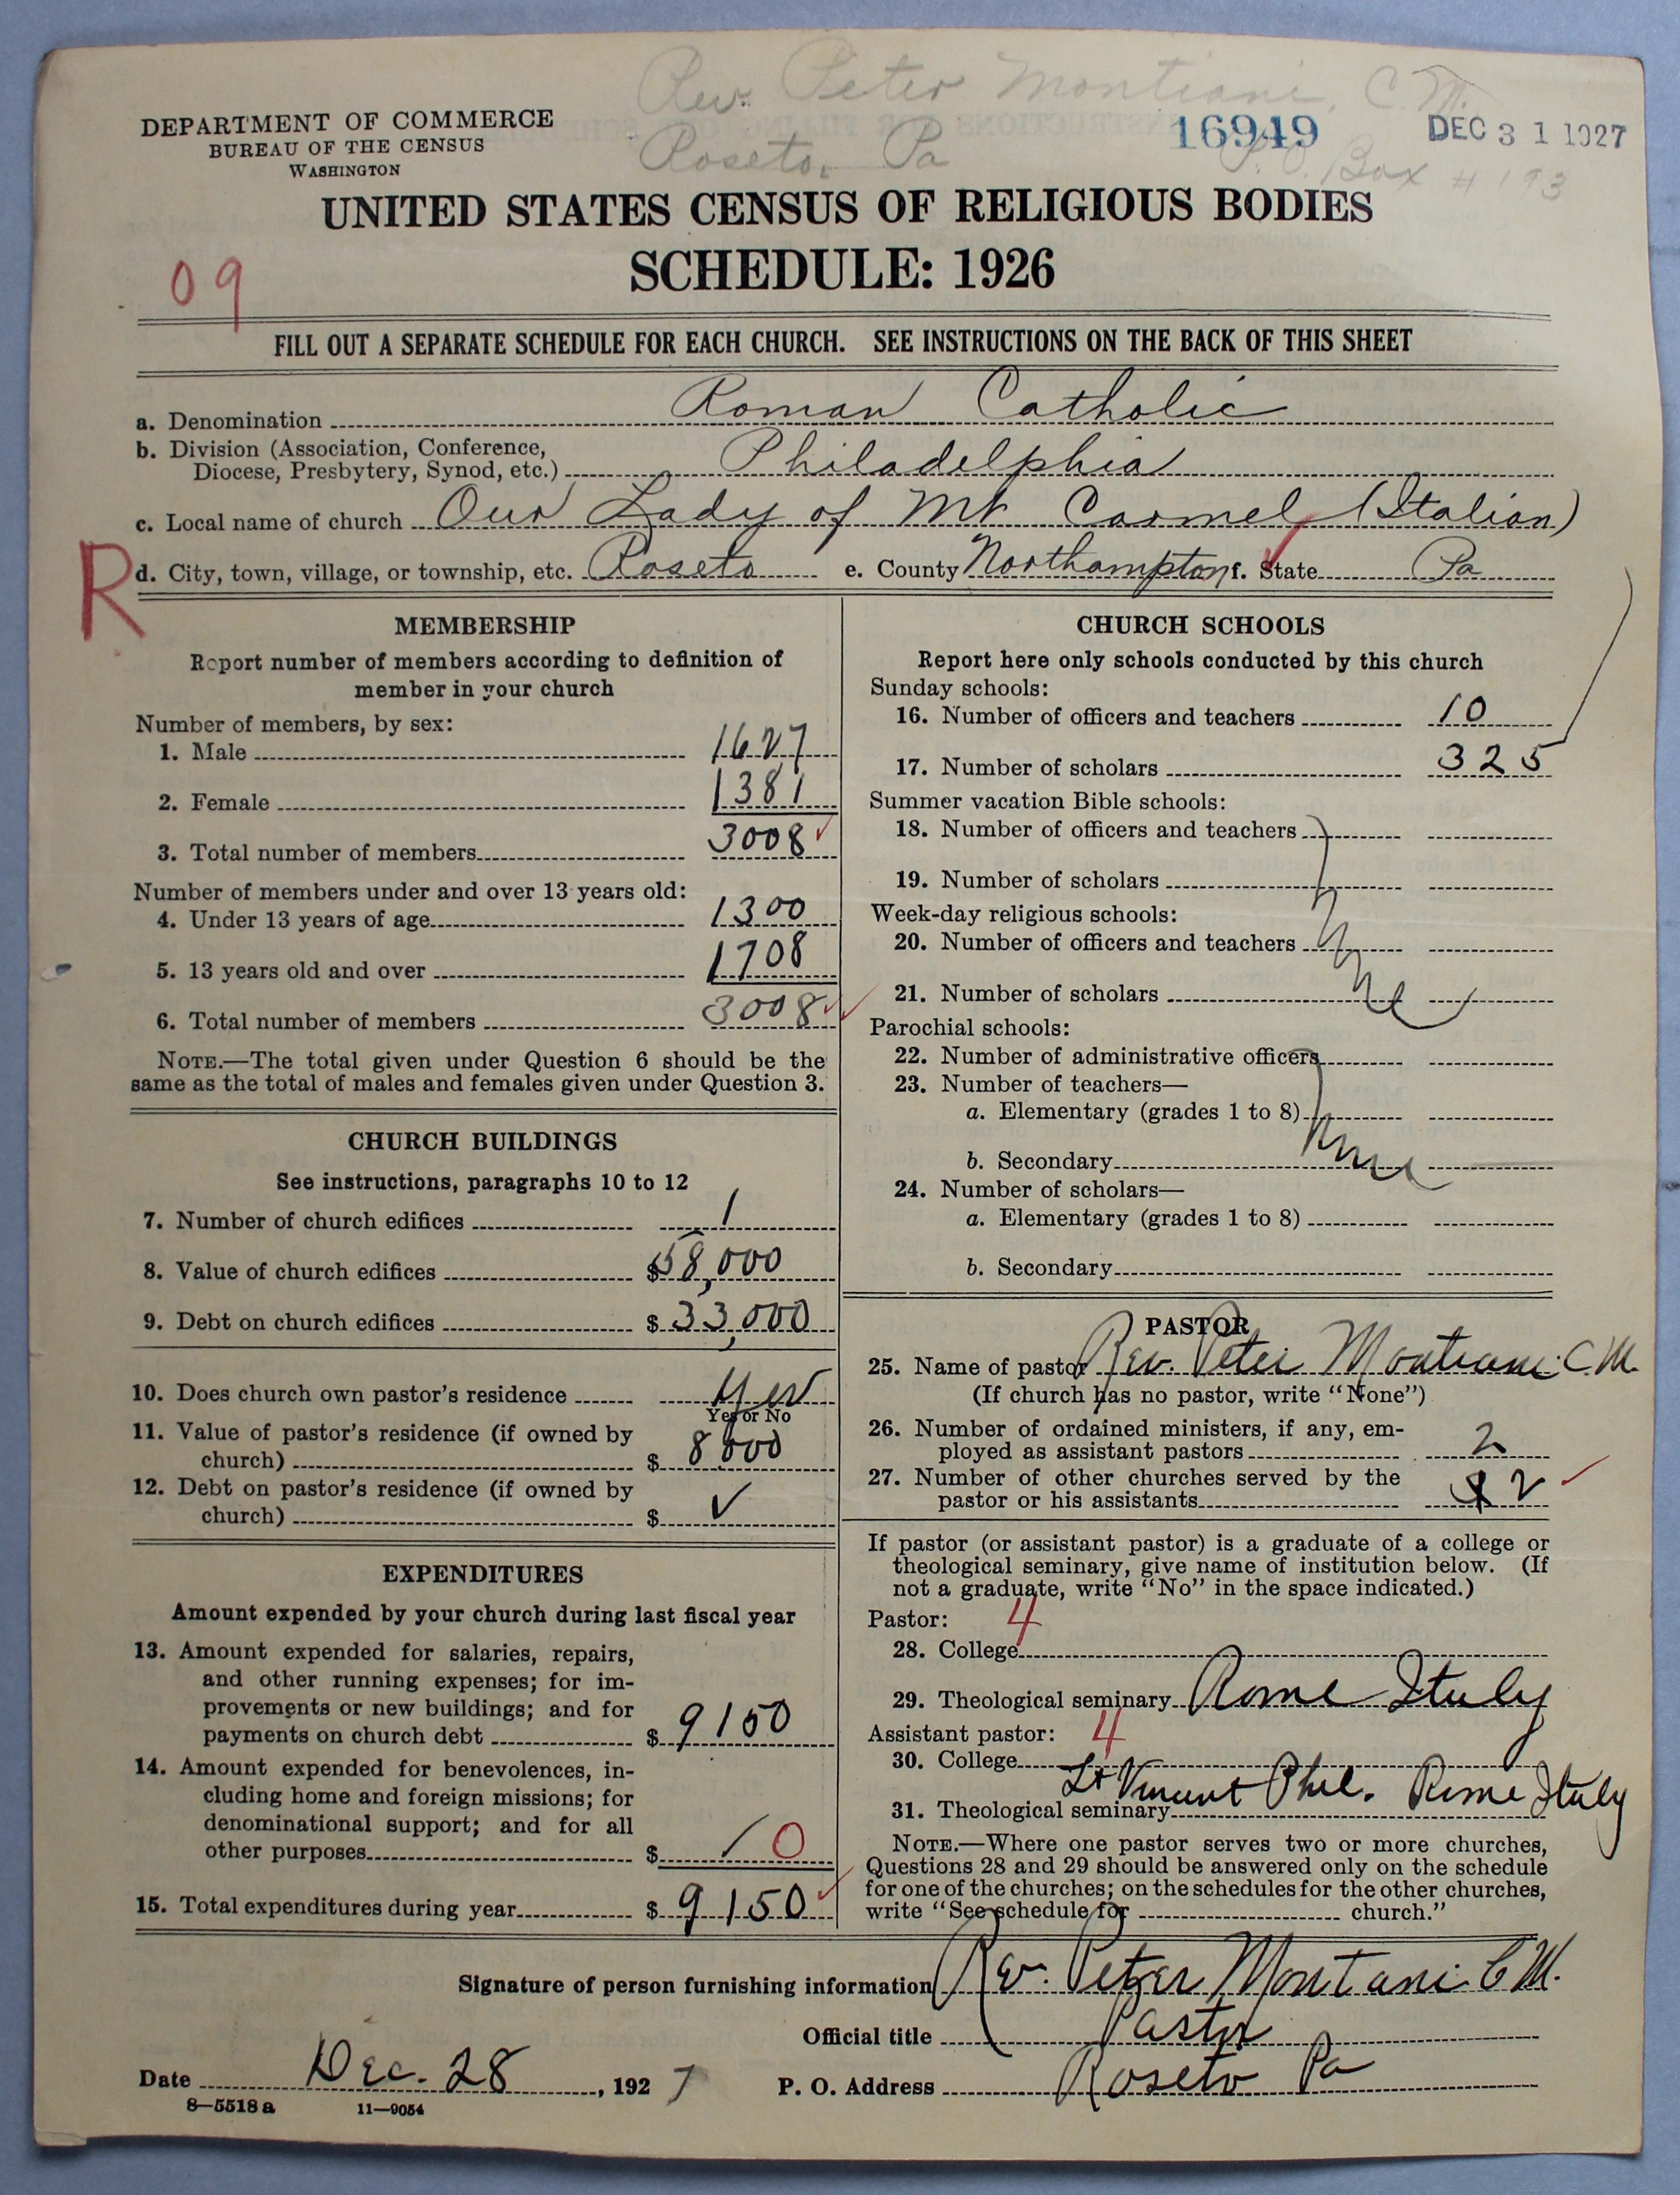 Rev. Peter Montiani, C.M.
Roseto, Pa
P.O. Box # 193
16949
DEC 31 1927
DEPARTMENT OF COMMERCE
BUREAU OF THE CENSUS
WASHINGTON
UNITED STATES CENSUS OF RELIGIOUS BODIES
SCHEDULE: 1926
09
FILL OUT A SEPARATE SCHEDULE FOR EACH CHURCH. SEE INSTRUCTIONS ON THE BACK OF THIS SHEET
a. Denomination Roman Catholic
b. Division (Association, Conference,
Diocese, Presbytery, Synod, etc.) Philadelphia
c. Local name of church Our Lady of Mt Carmel (Italian)
R
d. City, town, village, or township, etc. Roseto e. County Northampton f. State Pa
MEMBERSHIP
Report number of members according to definition of
member in your church
Number of members, by sex:
1. Male 1627
2. Female 1381
3. Total number of members 3008 ✓
Number of members under and over 13 years old:
4. Under 13 years of age 1300
5. 13 years old and over 1708
6. Total number of members 3008 ✓
NOTE.—The total given under Question 6 should be the
same as the total of males and females given under Question 3.
CHURCH BUILDINGS
See instructions, paragraphs 10 to 12
7. Number of church edifices 1
8. Value of church edifices $58,000
9. Debt on church edifices $33,000
10. Does church own pastor's residence Yes
Yes or No
11. Value of pastor's residence (if owned by
church) $ 8000
12. Debt on pastor's residence (if owned by
church) $ ✓
EXPENDITURES
Amount expended by your church during last fiscal year
13. Amount expended for salaries, repairs,
and other running expenses; for im-
provements or new buildings; and for
payments on church debt $ 9150
14. Amount expended for benevolences, in-
cluding home and foreign missions; for
denominational support; and for all
other purposes $ / 0
15. Total expenditures during year $ 9150 ✓
CHURCH SCHOOLS
Report here only schools conducted by this church
Sunday schools:
16. Number of officers and teachers 10
17. Number of scholars 325
Summer vacation Bible schools:
18. Number of officers and teachers
19. Number of scholars
Week-day religious schools:
20. Number of officers and teachers
none
21. Number of scholars
Parochial schools:
22. Number of administrative officers
23. Number of teachers—
a. Elementary (grades 1 to 8)
none
b. Secondary
24. Number of scholars—
a. Elementary (grades 1 to 8)
b. Secondary
PASTOR
25. Name of pastor Rev. Peter Montiani C.M.
(If church has no pastor, write "None")
26. Number of ordained ministers, if any, em-
ployed as assistant pastors 2
27. Number of other churches served by the
pastor or his assistants 2 ✓
If pastor (or assistant pastor) is a graduate of a college or
theological seminary, give name of institution below. (If
not a graduate, write "No" in the space indicated.)
Pastor: 4
28. College
29. Theological seminary Rome Italy
Assistant pastor: 4
30. College
St Vincent Phil. Rome Italy
31. Theological seminary
NOTE.—Where one pastor serves two or more churches,
Questions 28 and 29 should be answered only on the schedule
for one of the churches; on the schedules for the other churches,
write "See schedule for church."
Signature of person furnishing information Rev. Peter Montiani C M.
Official title Pastor
Date Dec. 28, 1927 P. O. Address Roseto Pa
8—5518 a 11—9054